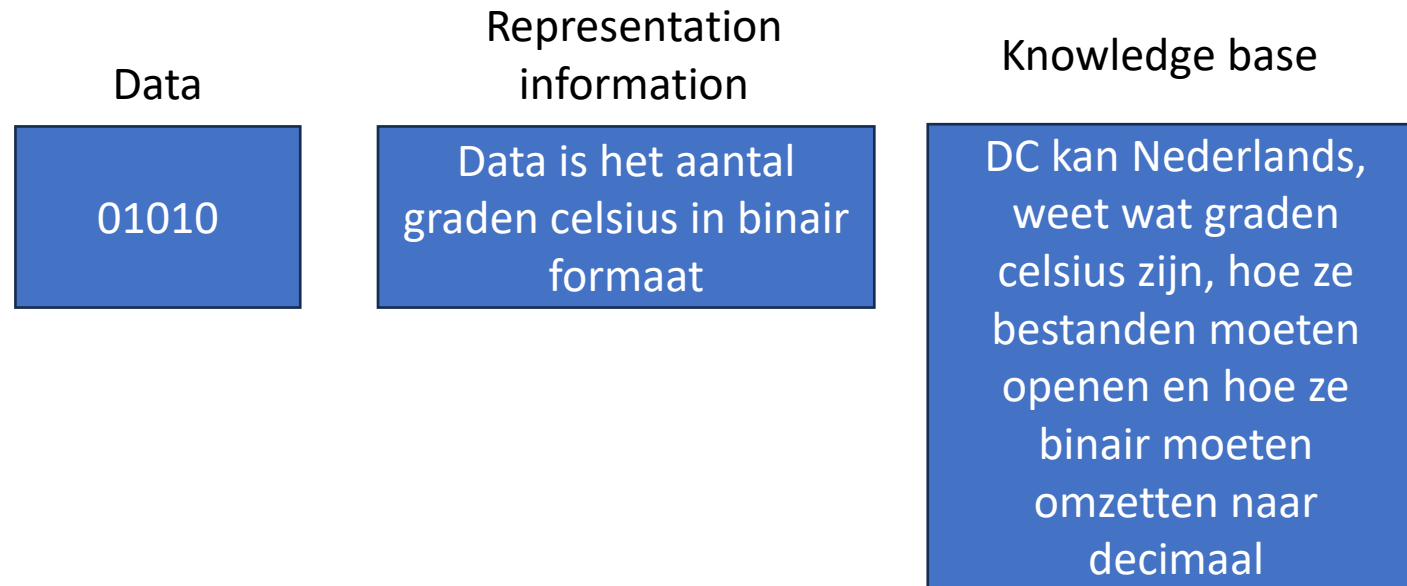 Data
01010
Representation
information
Data is het aantal
graden celsius in binair
formaat
Knowledge base
DC kan Nederlands,
weet wat graden
celsius zijn, hoe ze
bestanden moeten
openen en hoe ze
binair moeten
omzetten naar
decimaal